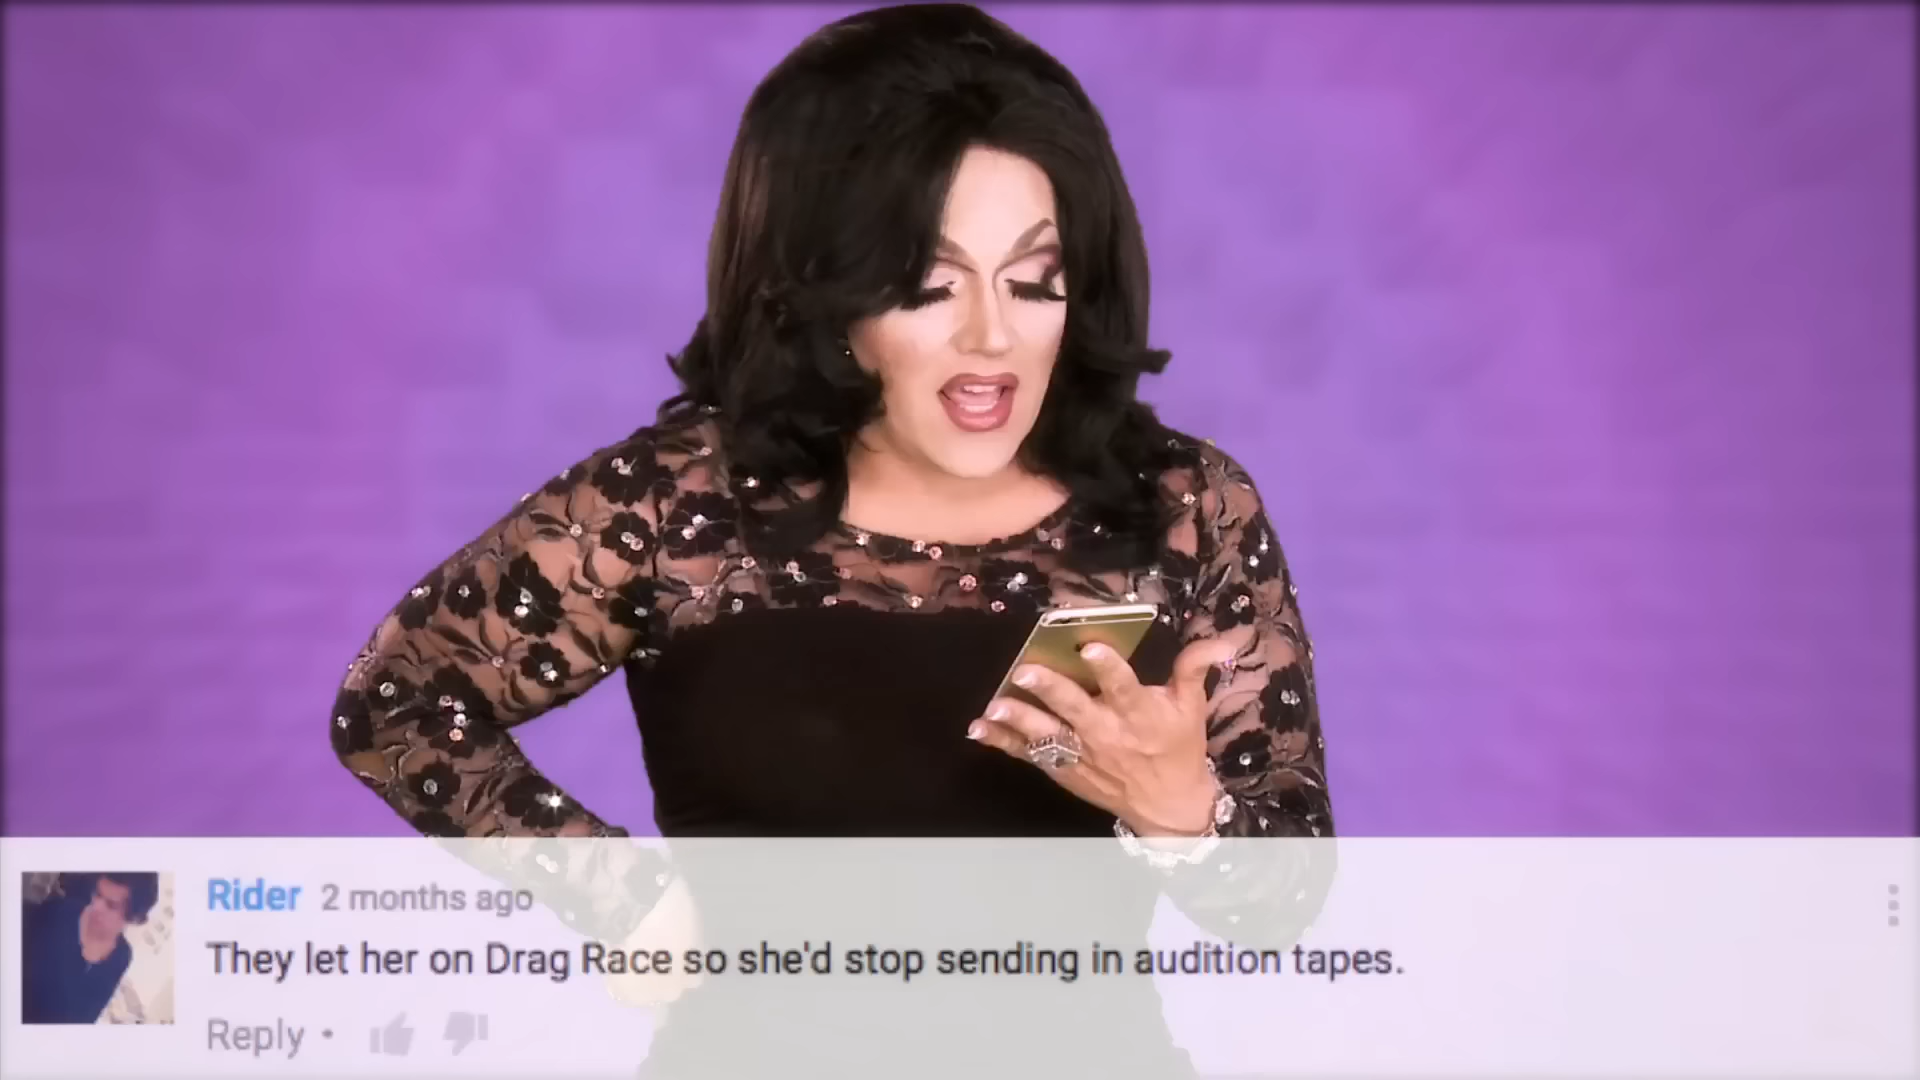 Rider 2 months ago
They let her on Drag Race so she'd stop sending in audition tapes.
Reply •